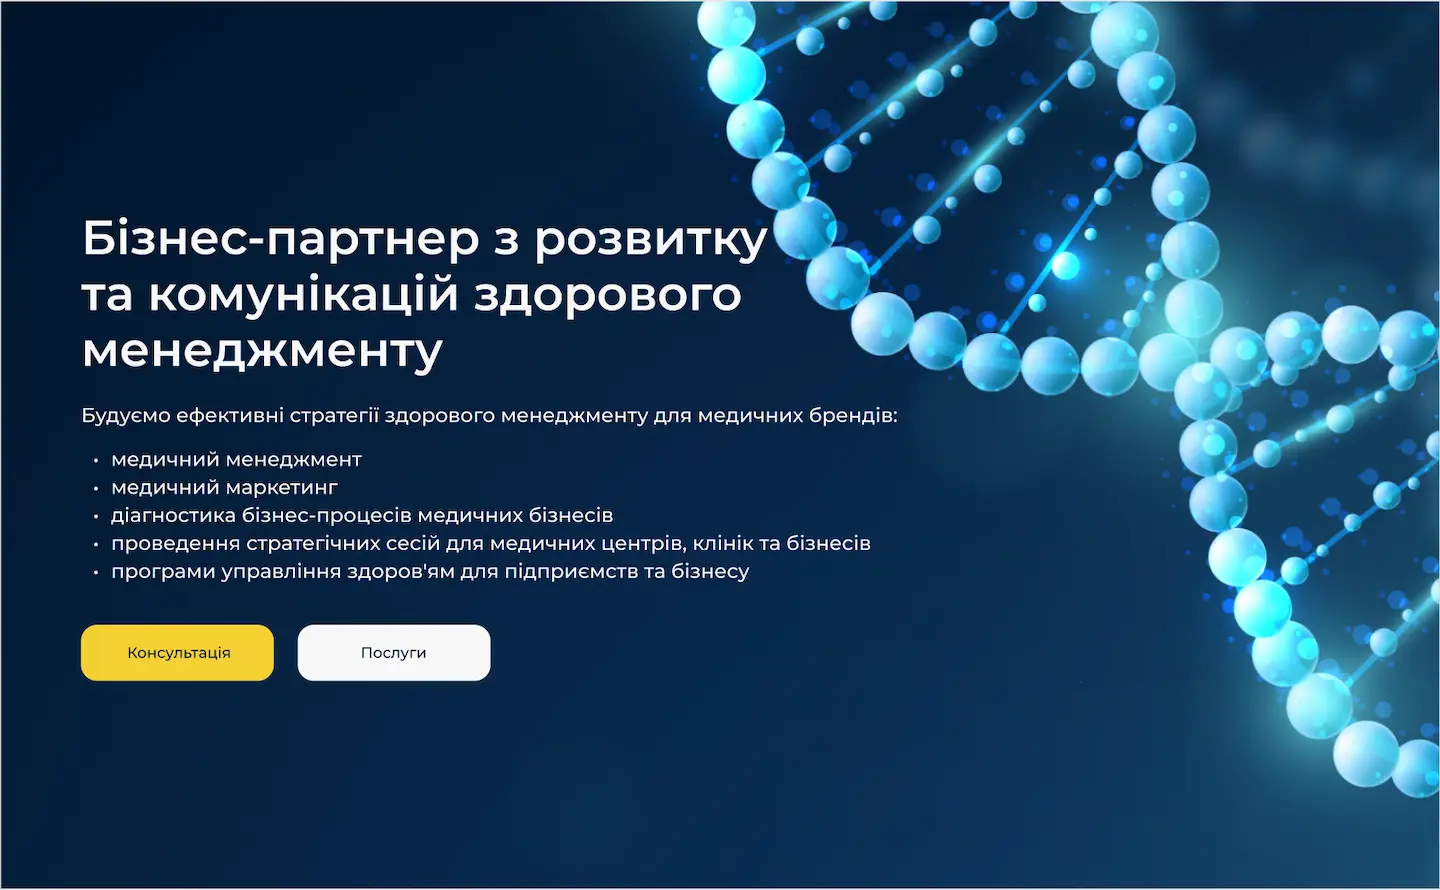 Бізнес-партнер з розвитку
та комунікацій здорового
менеджменту
Будуємо ефективні стратегії здорового менеджменту для медичних брендів:
• медичний менеджмент
• медичний маркетинг
• діагностика бізнес-процесів медичних бізнесів
• проведення стратегічних сесій для медичних центрів, клінік та бізнесів
• програми управління здоров'ям для підприємств та бізнесу
Консультація
Послуги